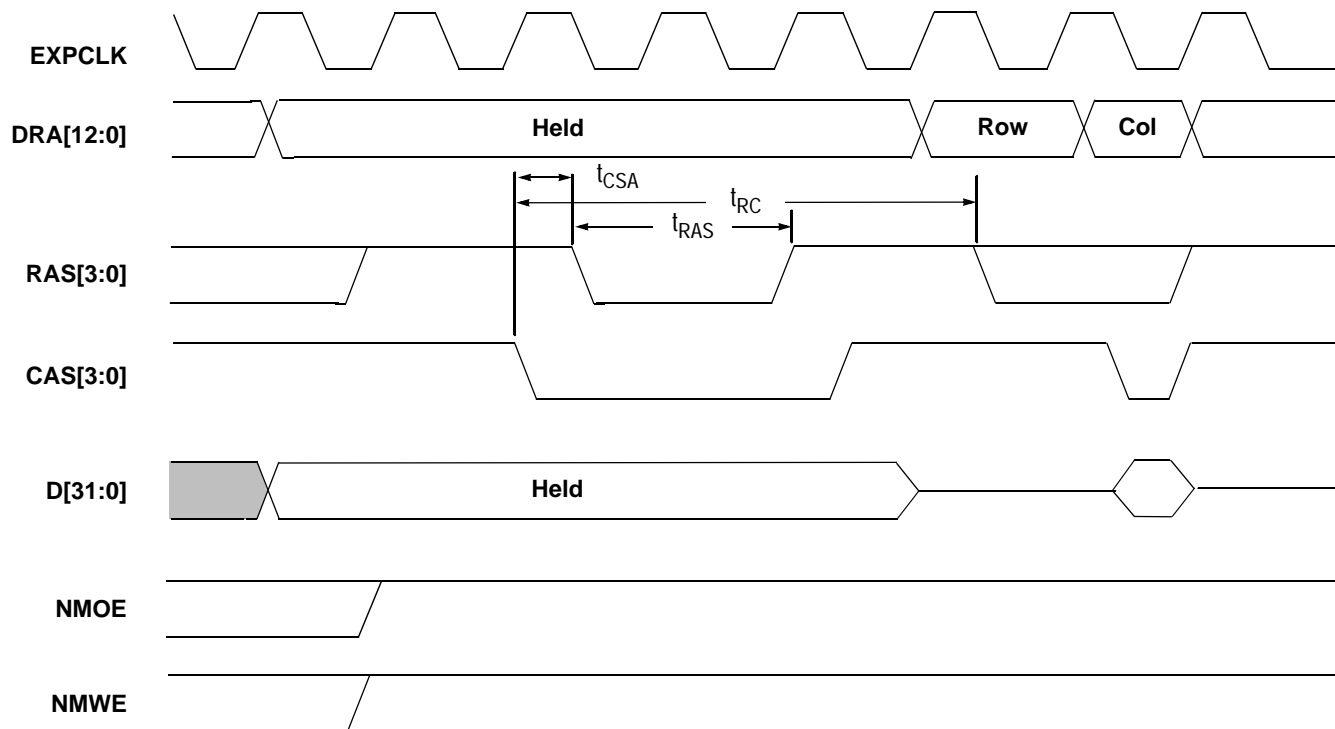 EXPCLK
DRA[12:0]
Held
Row
Col
tCSA
tRC
tRAS
RAS[3:0]
CAS[3:0]
D[31:0]
Held
NMOE
NMWE